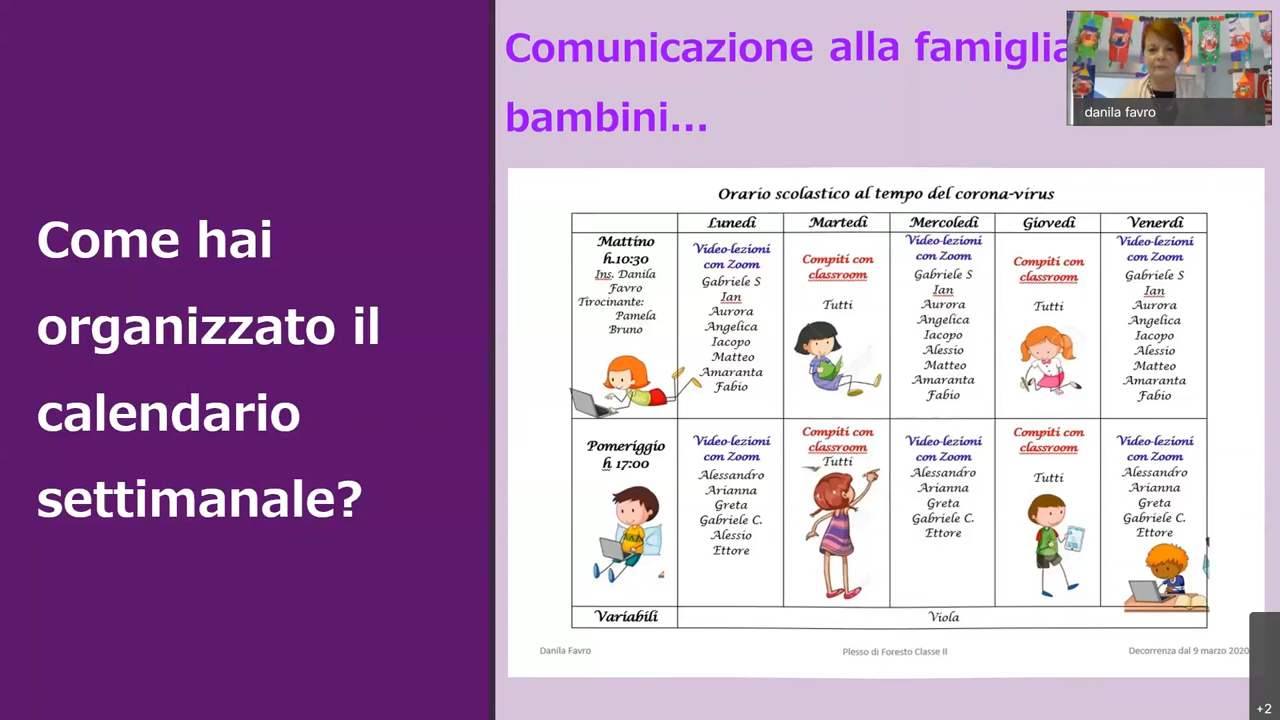 Come hai
organizzato il
calendario
settimanale?
Comunicazione alla famiglia
bambini...
danila favro
Orario scolastico al tempo del corona-virus
Lunedì Martedì Mercoledì Giovedì Venerdì
Mattino
h.10:30
Ins. Danila
Favro
Tirocinante:
Pamela
Bruno
Video-lezioni
con Zoom
Gabriele S
Ian
Aurora
Angelica
Iacopo
Matteo
Amaranta
Fabio
Compiti con
classroom
Tutti
Video-lezioni
con Zoom
Gabriele S
Ian
Aurora
Angelica
Iacopo
Alessio
Matteo
Amaranta
Fabio
Compiti con
classroom
Tutti
Video-lezioni
con Zoom
Gabriele S
Ian
Aurora
Angelica
Iacopo
Alessio
Matteo
Amaranta
Fabio
Pomeriggio
h 17:00
Video-lezioni
con Zoom
Alessandro
Arianna
Greta
Gabriele C.
Alessio
Ettore
Compiti con
classroom
Tutti
Video-lezioni
con Zoom
Alessandro
Arianna
Greta
Gabriele C.
Ettore
Compiti con
classroom
Tutti
Video-lezioni
con Zoom
Alessandro
Arianna
Greta
Gabriele C.
Ettore
Variabili Viola
Danila Favro Plesso di Foresto Classe II Decorrenza dal 9 marzo 2020
+2